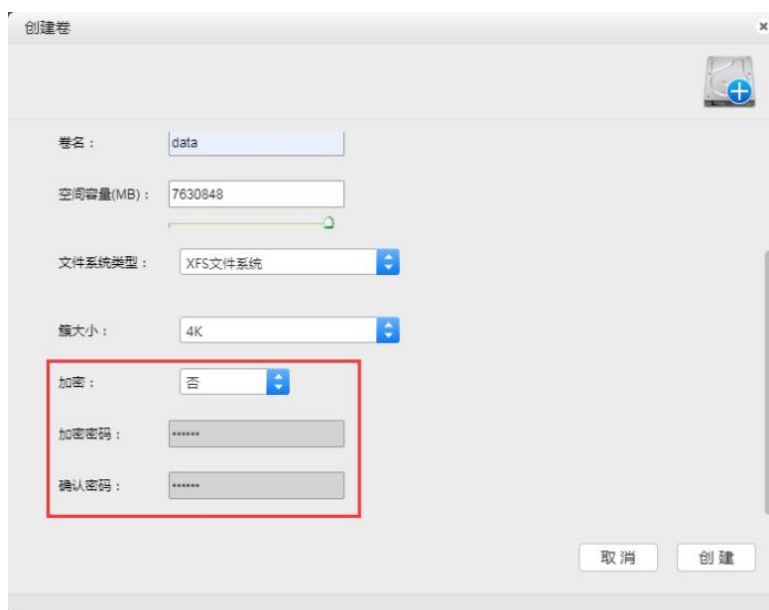 创建卷
卷名： data
空间容量(MB)： 7630848
文件系统类型： XFS文件系统
簇大小： 4K
加密： 否
加密密码： ••••••
确认密码： ••••••
取消 创建